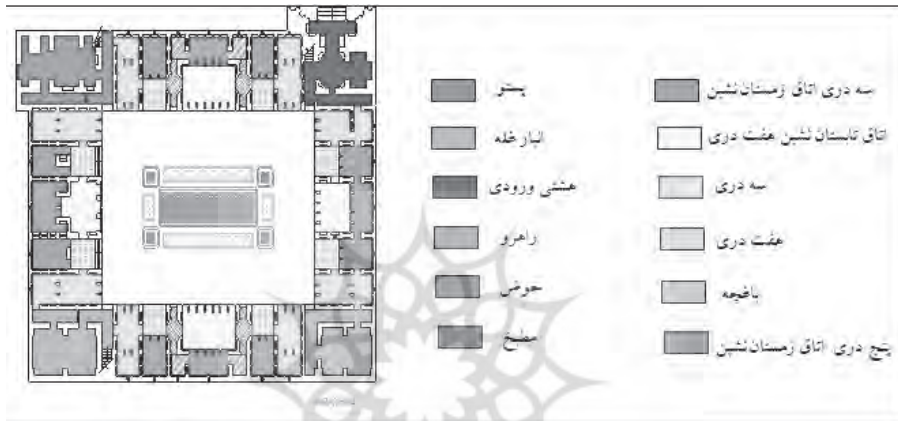 سه دری اتاق زمستان نشین
اتاق تابستان نشین هفت دری
سه دری
هفت دری
باغچه
پنج دری اتاق زمستان نشین
پستو
انبار غله
هشتی ورودی
راهرو
حوض
مطبخ